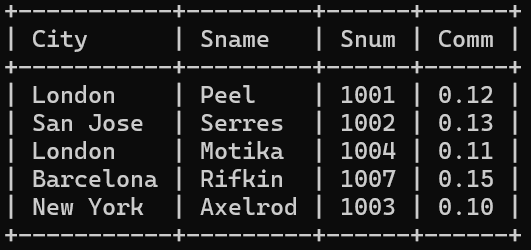 +-----------+---------+------+------+
| City      | Sname   | Snum | Comm |
+-----------+---------+------+------+
| London    | Peel    | 1001 | 0.12 |
| San Jose  | Serres  | 1002 | 0.13 |
| London    | Motika  | 1004 | 0.11 |
| Barcelona | Rifkin  | 1007 | 0.15 |
| New York  | Axelrod | 1003 | 0.10 |
+-----------+---------+------+------+